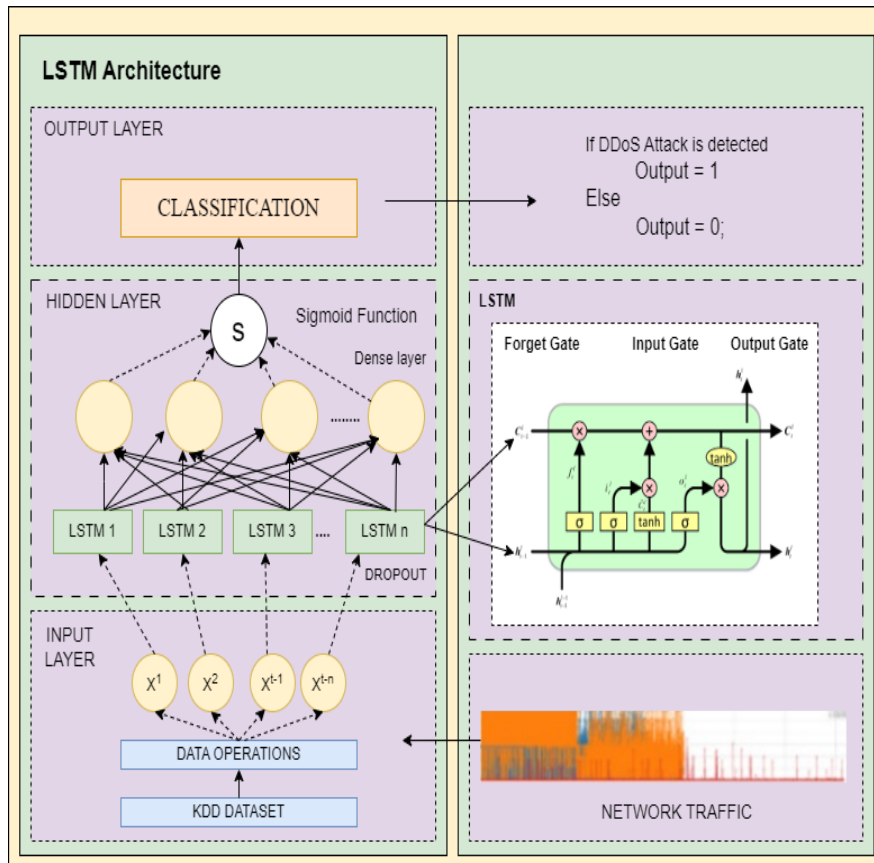 LSTM Architecture
OUTPUT LAYER
CLASSIFICATION
If DDoS Attack is detected
Output = 1
Else
Output = 0;
HIDDEN LAYER
S
Sigmoid Function
Dense layer
........
LSTM 1
LSTM 2
LSTM 3
....
LSTM n
DROPOUT
LSTM
Forget Gate
Input Gate
Output Gate
tanh
σ
σ
tanh
σ
INPUT
LAYER
X1
X2
Xt-1
Xt-n
DATA OPERATIONS
KDD DATASET
NETWORK TRAFFIC